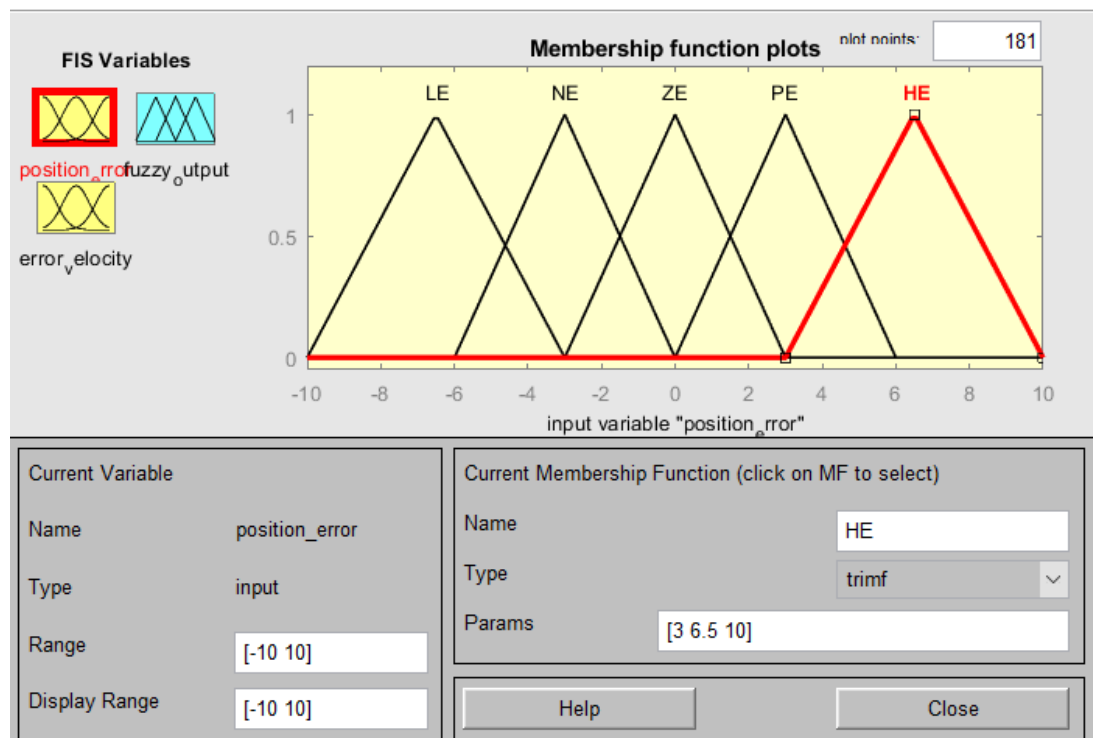 FIS Variables
position_error
fuzzy_output
error_velocity
Membership function plots
plot points:
181
LE
NE
ZE
PE
HE
1
0.5
0
-10
-8
-6
-4
-2
0
2
4
6
8
10
input variable "position_error"
Current Variable
Name
position_error
Type
input
Range
[-10 10]
Display Range
[-10 10]
Current Membership Function (click on MF to select)
Name
HE
Type
trimf
Params
[3 6.5 10]
Help
Close